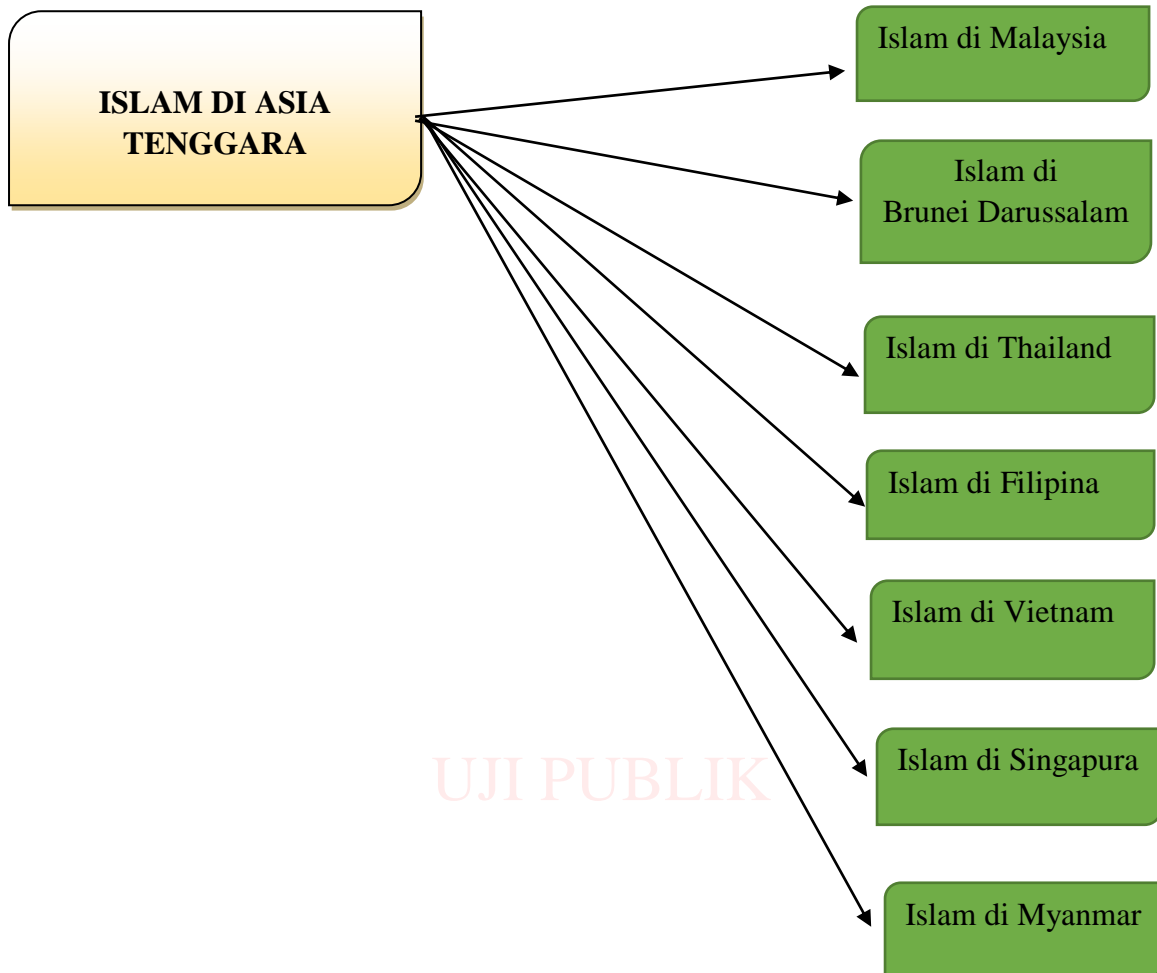 ISLAM DI ASIA
TENGGARA
Islam di Malaysia
Islam di
Brunei Darussalam
Islam di Thailand
Islam di Filipina
Islam di Vietnam
Islam di Singapura
UJI PUBLIK
Islam di Myanmar